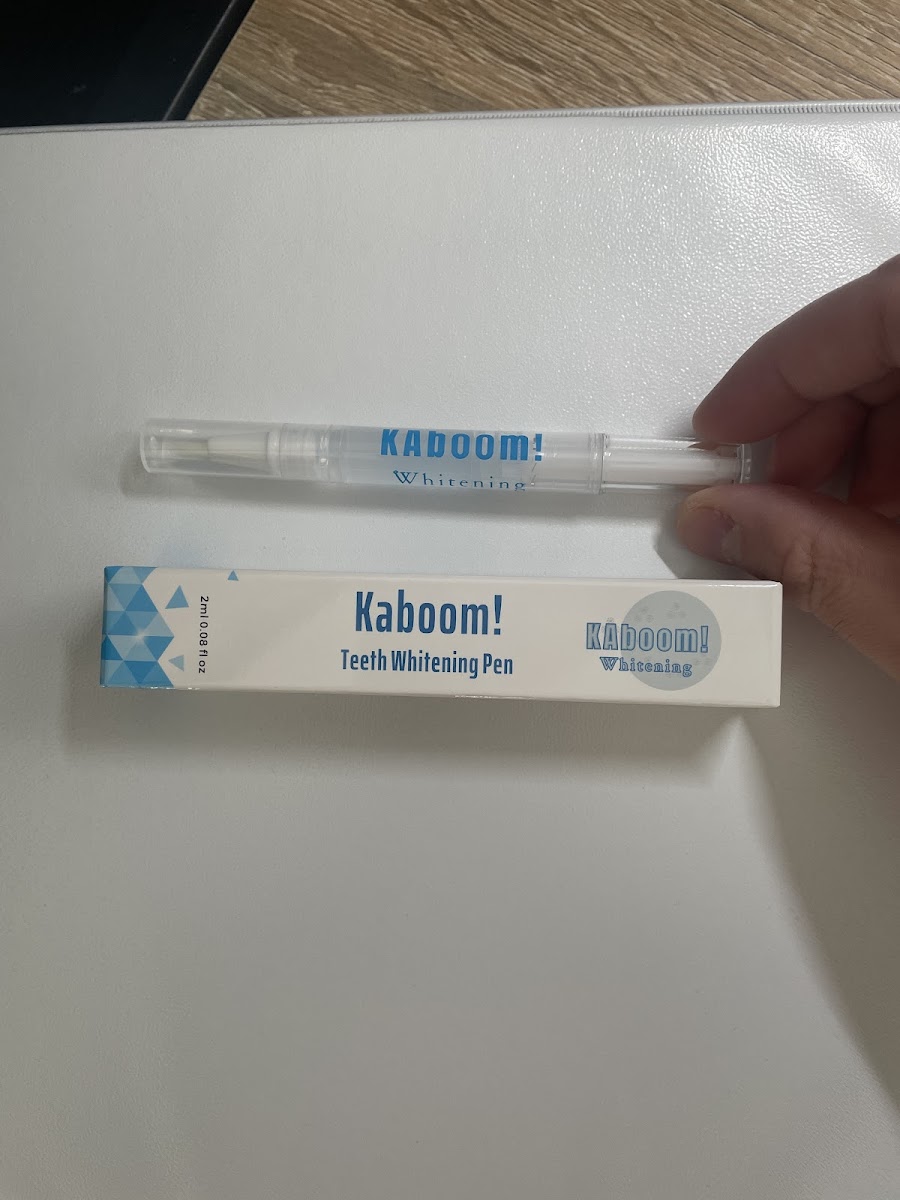 KAboom!
Whitening
2ml 0.08 fl oz
Kaboom!
Teeth Whitening Pen
KAboom!
Whitening